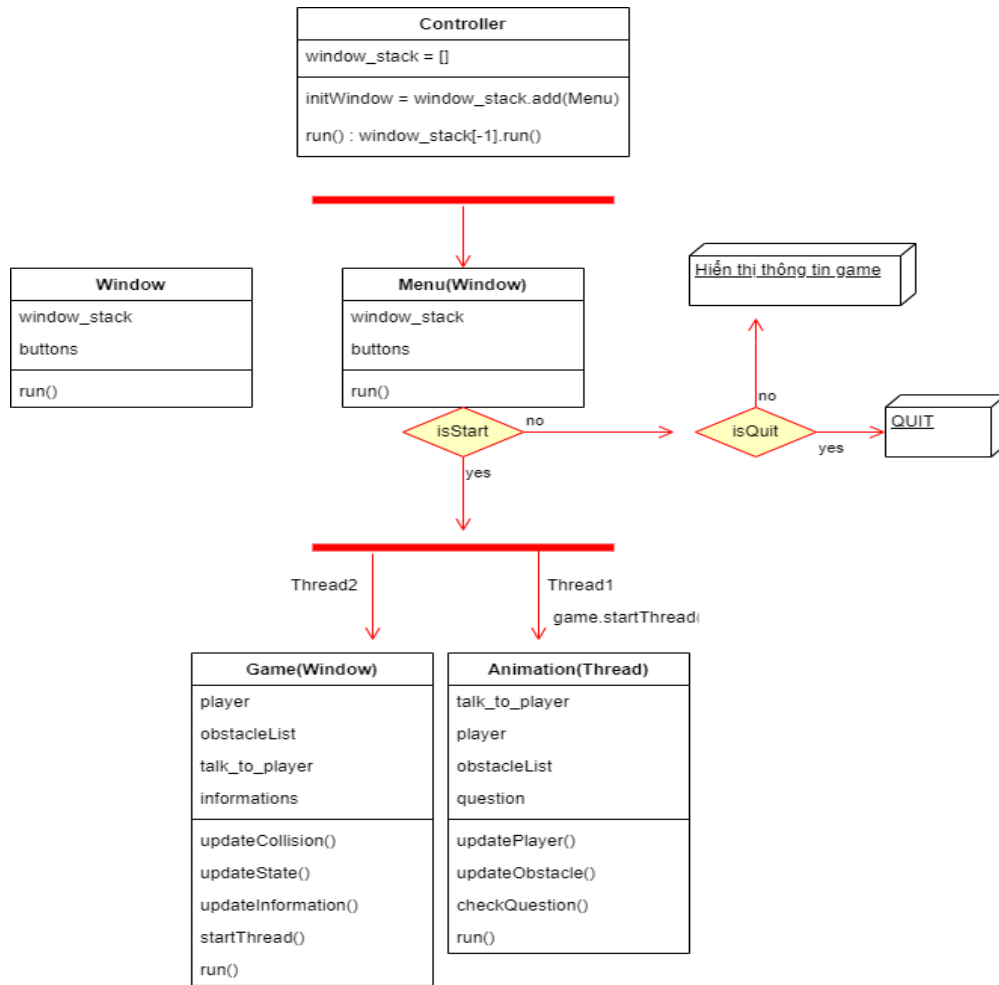 Controller
window_stack = []
initWindow = window_stack.add(Menu)
run() : window_stack[-1].run()
Window
window_stack
buttons
run()
Menu(Window)
window_stack
buttons
run()
Hiển thị thông tin game
isStart
no
yes
isQuit
no
yes
QUIT
Thread2
Thread1
game.startThread(
Game(Window)
player
obstacleList
talk_to_player
informations
updateCollision()
updateState()
updateInformation()
startThread()
run()
Animation(Thread)
talk_to_player
player
obstacleList
question
updatePlayer()
updateObstacle()
checkQuestion()
run()